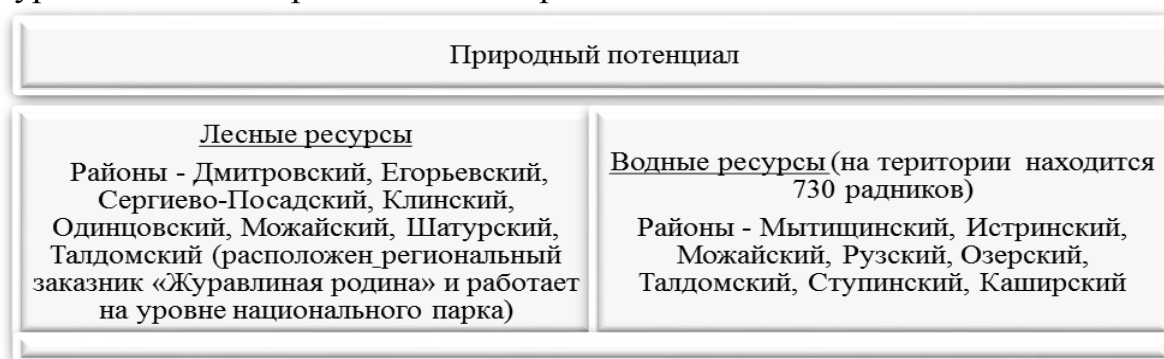 Природный потенциал
Лесные ресурсы
Районы - Дмитровский, Егорьевский,
Сергиево-Посадский, Клинский,
Одинцовский, Можайский, Шатурский,
Талдомский (расположен региональный
заказник «Журавлиная родина» и работает
на уровне национального парка)
Водные ресурсы (на територии находится
730 радников)
Районы - Мытищинский, Истринский,
Можайский, Рузский, Озерский,
Талдомский, Ступинский, Каширский